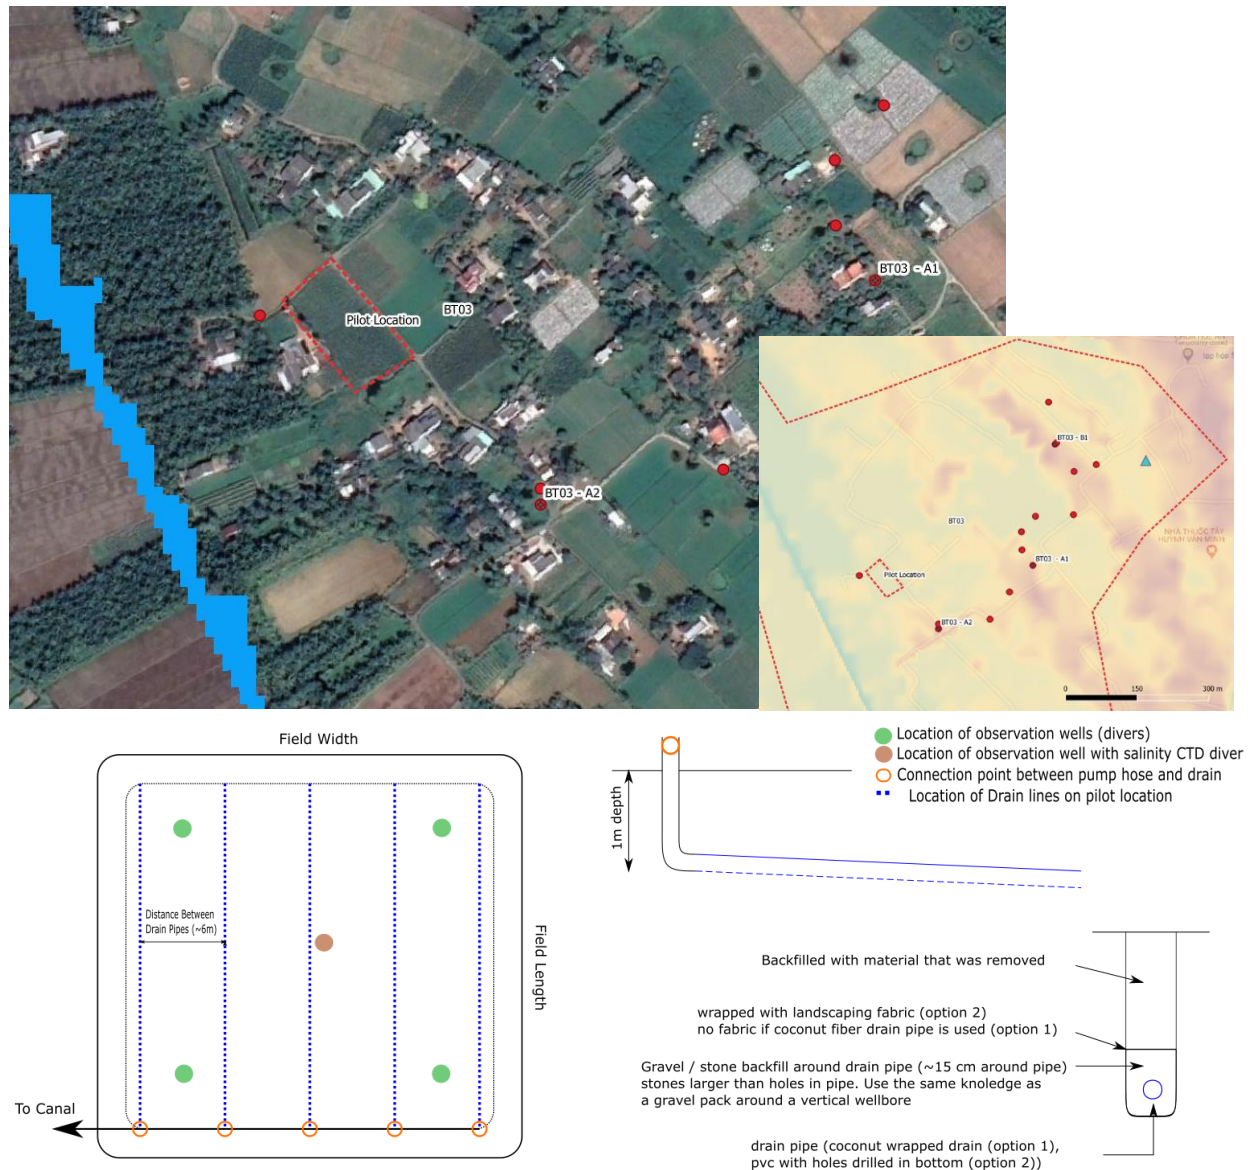 BT03 - A1
BT03
Pilot Location
BT03 - A2
BT03 - B1
NHÀ THUỐC TÂY
HUỲNH VĂN MINH
BT03
BT03 - A1
Pilot Location
BT03 - A2
0 150 300 m
Field Width
Distance Between
Drain Pipes (~6m)
Field Length
To Canal
Location of observation wells (divers)
Location of observation well with salinity CTD diver
Connection point between pump hose and drain
Location of Drain lines on pilot location
1m depth
Backfilled with material that was removed
wrapped with landscaping fabric (option 2)
no fabric if coconut fiber drain pipe is used (option 1)
Gravel / stone backfill around drain pipe (~15 cm around pipe)
stones larger than holes in pipe. Use the same knoledge as
a gravel pack around a vertical wellbore
drain pipe (coconut wrapped drain (option 1),
pvc with holes drilled in bottom (option 2))